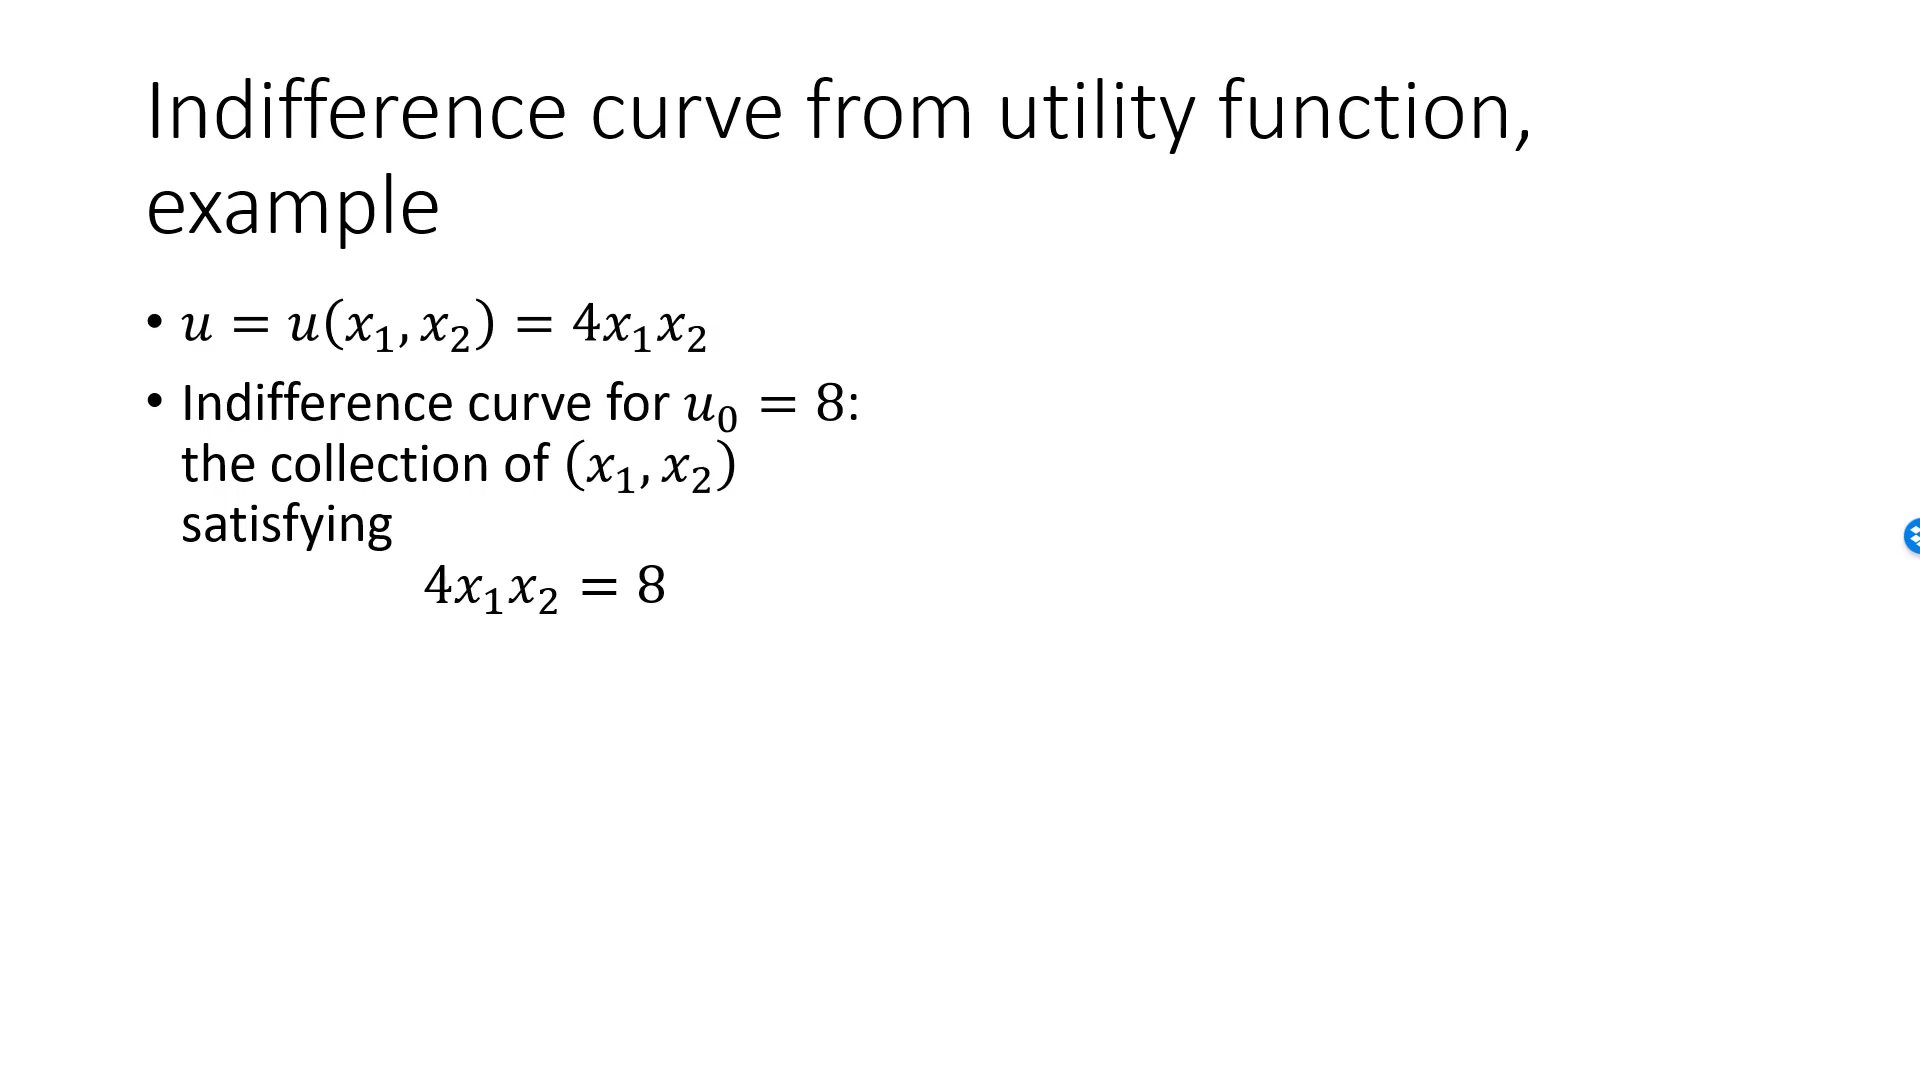 Indifference curve from utility function,
example
• 𝑢 = 𝑢(𝑥₁, 𝑥₂) = 4𝑥₁𝑥₂
• Indifference curve for 𝑢₀ = 8:
the collection of (𝑥₁, 𝑥₂)
satisfying
4𝑥₁𝑥₂ = 8